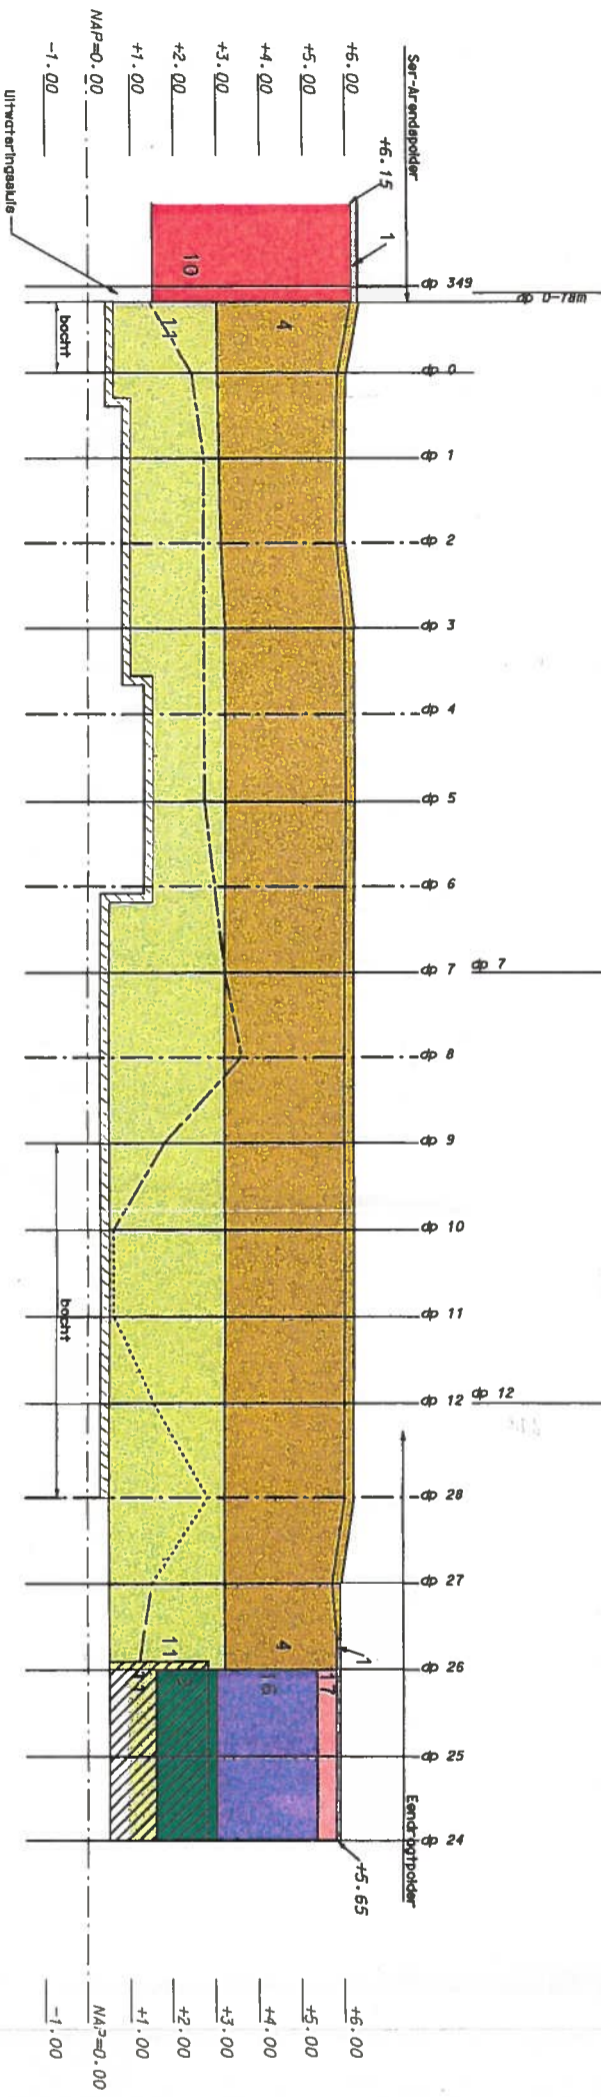 Ser-Arendspolder
+6.00
+5.00
+4.00
+3.00
+2.00
+1.00
NAP=0.00
-1.00
Uitwateringssluis
+6.15
1
10
dp 349
dp 0-18m
bocht
11
4
dp 0
dp 1
dp 2
dp 3
dp 4
dp 5
dp 6
dp 7
dp 7
dp 8
dp 9
dp 10
dp 11
bocht
dp 12
dp 12
dp 28
dp 27
dp 26
dp 25
dp 24
1
4
11
17
16
Eendragtpolder
+5.65
+6.00
+5.00
+4.00
+3.00
+2.00
+1.00
NAP=0.00
-1.00